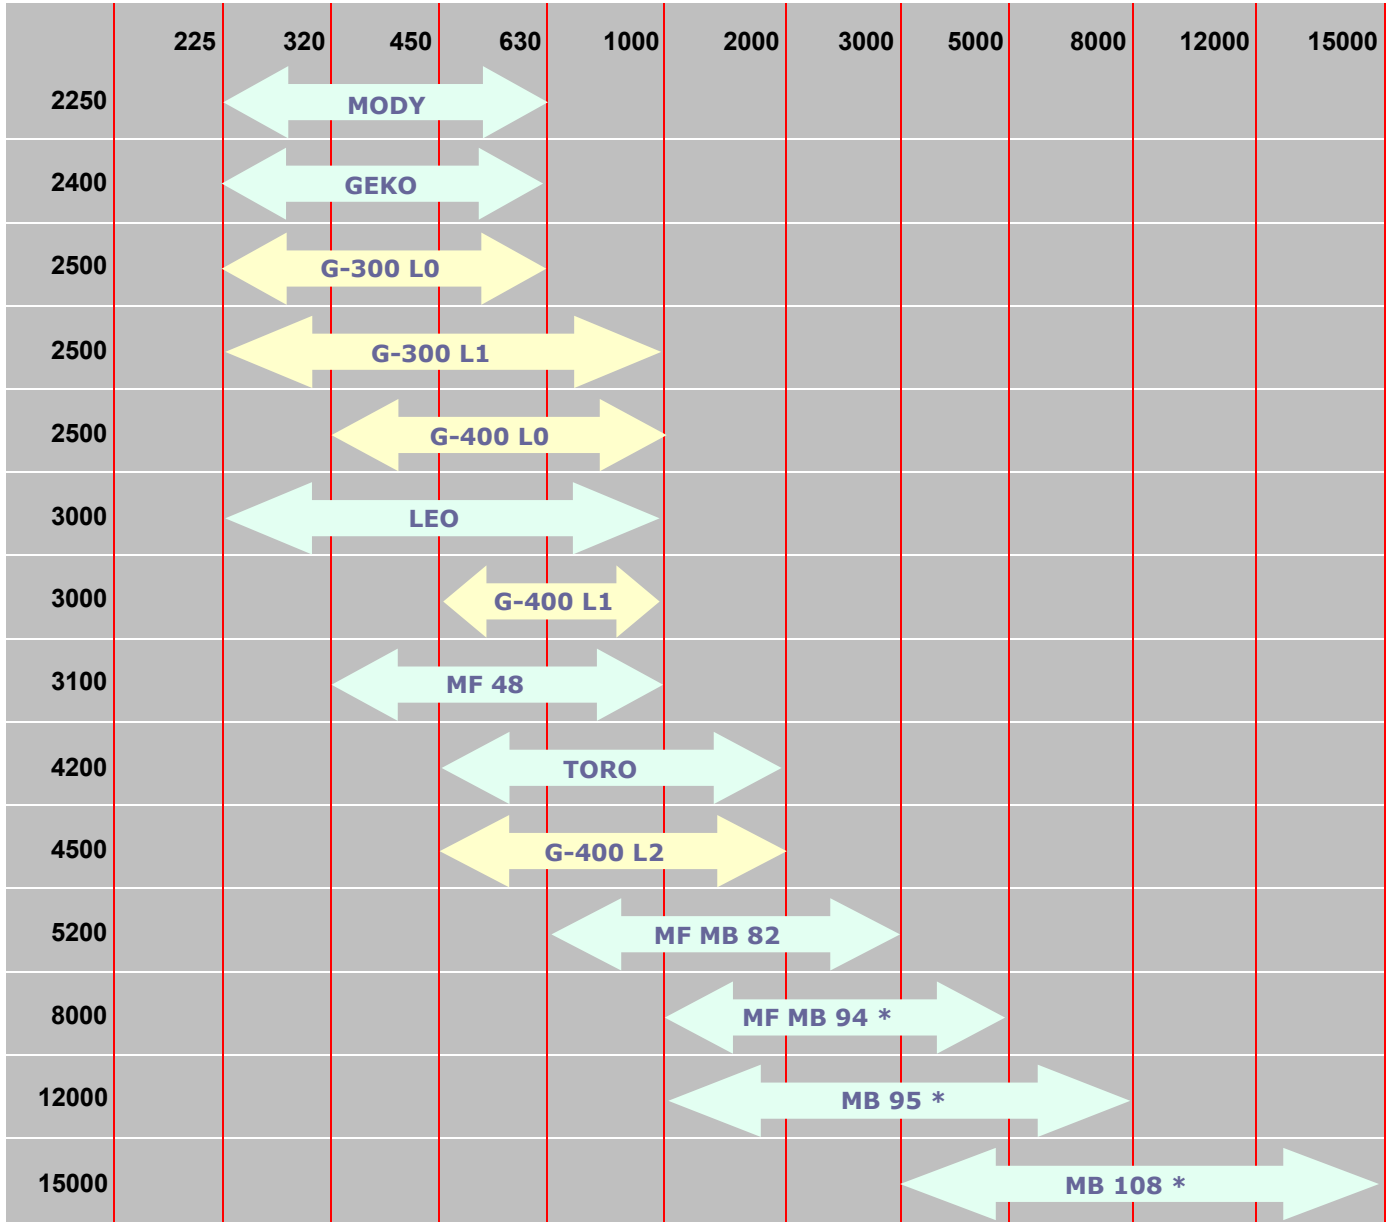 225 320 450 630 1000 2000 3000 5000 8000 12000 15000
2250 MODY
2400 GEKO
2500 G-300 L0
2500 G-300 L1
2500 G-400 L0
3000 LEO
3000 G-400 L1
3100 MF 48
4200 TORO
4500 G-400 L2
5200 MF MB 82
8000 MF MB 94 *
12000 MB 95 *
15000 MB 108 *